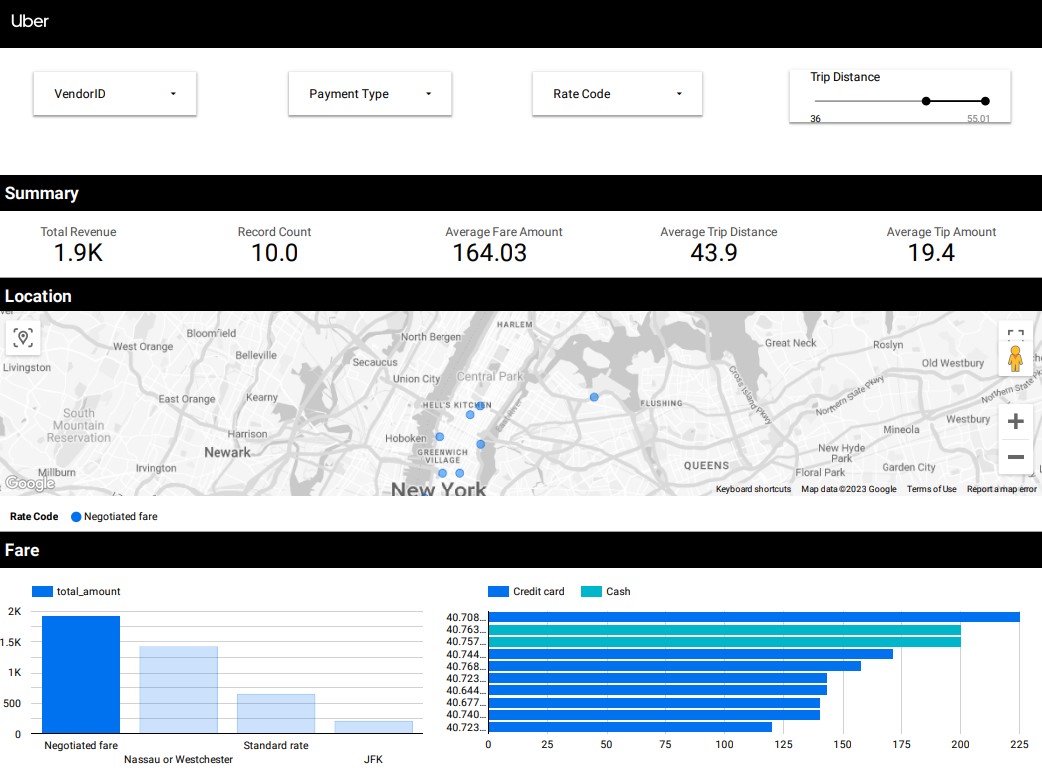 Uber
VendorID
Payment Type
Rate Code
Trip Distance
36
55.01
Summary
Total Revenue
1.9K
Record Count
10.0
Average Fare Amount
164.03
Average Trip Distance
43.9
Average Tip Amount
19.4
Location
HARLEM
Bloomfield
North Bergen
Great Neck
Roslyn
West Orange
Belleville
Secaucus
Old Westbury
Livingston
Union City
Central Park
Cross Island Pkwy
Northern State Pkwy
Northern State Pk
East Orange
Kearny
HELL'S KITCHEN
East River
FLUSHING
South
Mountain
Reservation
Westbury
Harrison
Hoboken
Mineola
Newark
GREENWICH
VILLAGE
New Hyde
Park
Millburn
Irvington
QUEENS
Floral Park
Garden City
Google
New York
Keyboard shortcuts
Map data ©2023 Google
Terms of Use
Report a map error
Rate Code
Negotiated fare
Fare
total_amount
2K
1.5K
1K
500
0
Negotiated fare
Nassau or Westchester
Standard rate
JFK
Credit card
Cash
40.708...
40.763...
40.757...
40.744...
40.768...
40.723...
40.644...
40.677...
40.740...
40.723...
0
25
50
75
100
125
150
175
200
225